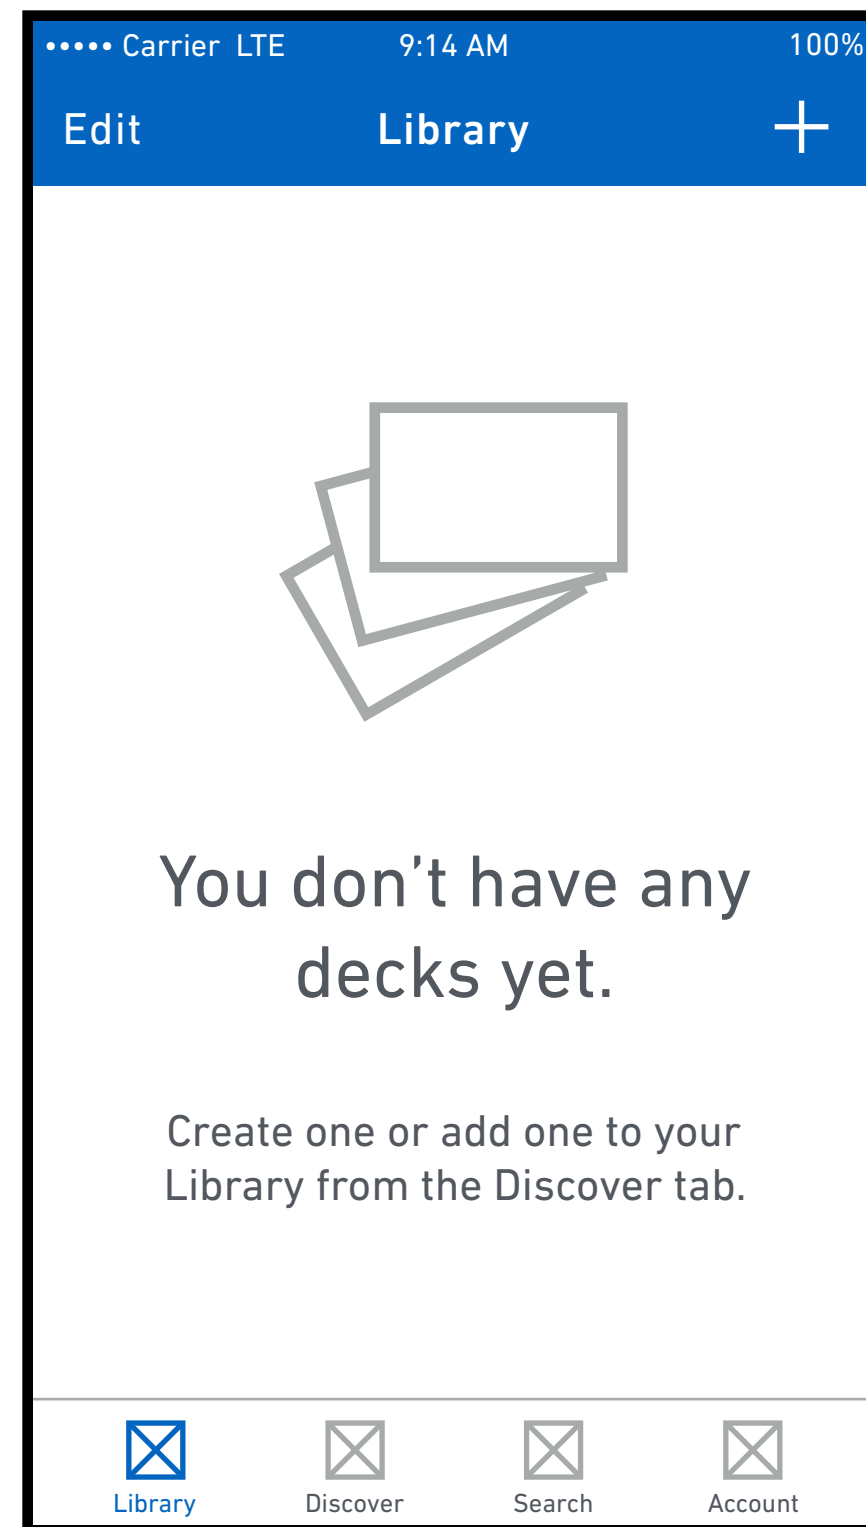 ••••• Carrier LTE 9:14 AM 100%
Edit Library +
You don’t have any
decks yet.
Create one or add one to your
Library from the Discover tab.
Library Discover Search Account